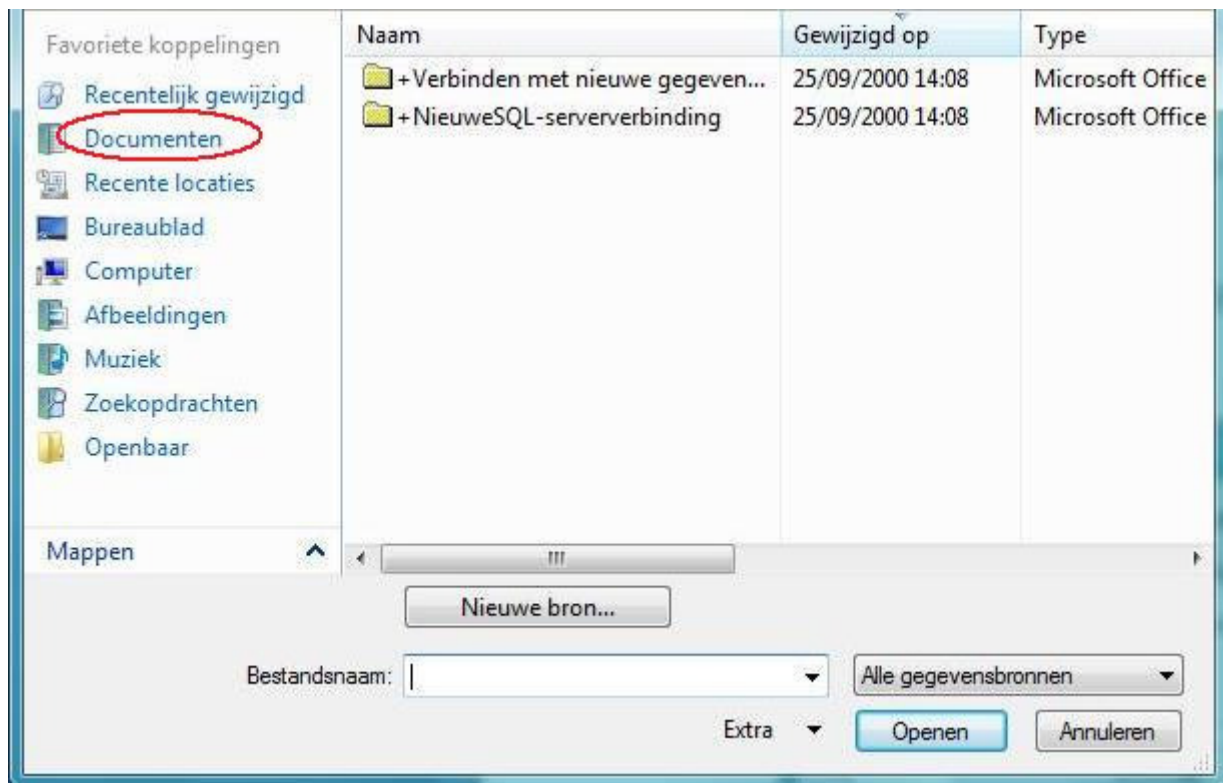 Favoriete koppelingen
Recentelijk gewijzigd
Documenten
Recente locaties
Bureaublad
Computer
Afbeeldingen
Muziek
Zoekopdrachten
Openbaar
Mappen
Naam Gewijzigd op Type
+Verbinden met nieuwe gegeven... 25/09/2000 14:08 Microsoft Office
+NieuweSQL-serververbinding 25/09/2000 14:08 Microsoft Office
Nieuwe bron...
Bestandsnaam: Alle gegevensbronnen
Extra Openen Annuleren